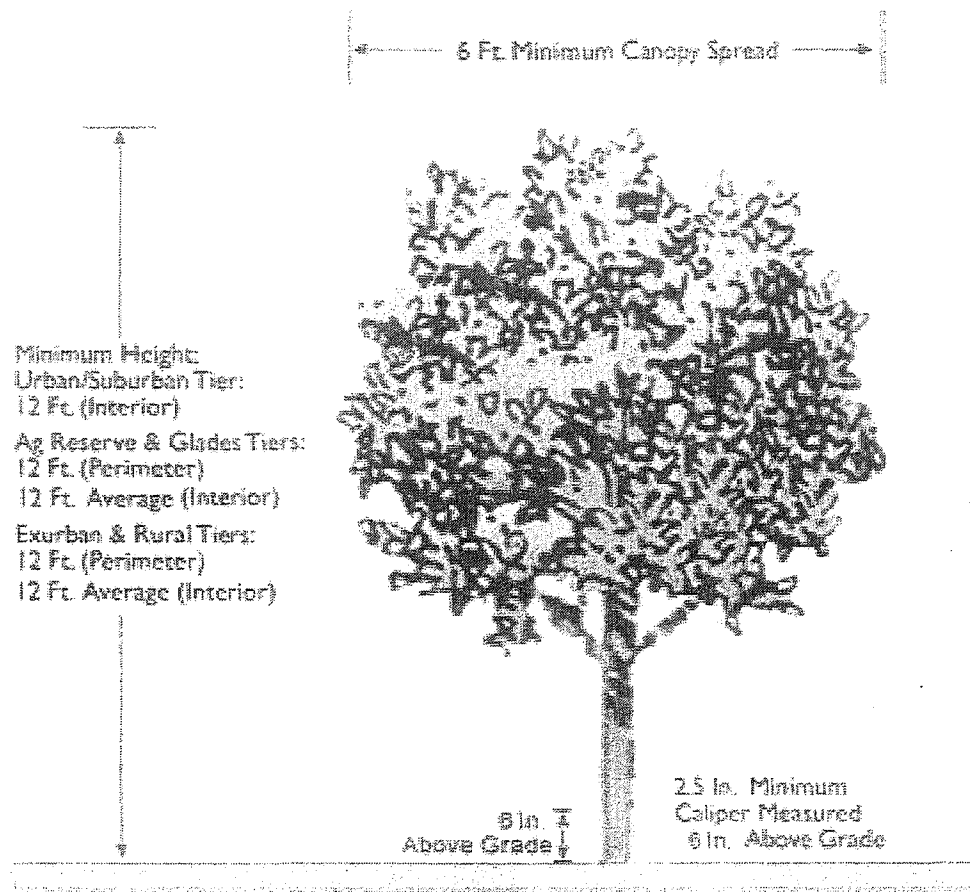 6 Ft. Minimum Canopy Spread
Minimum Height:
Urban/Suburban Tier:
12 Ft. (Interior)
Ag Reserve & Glades Tiers:
12 Ft. (Perimeter)
12 Ft. Average (Interior)
Exurban & Rural Tiers:
12 Ft. (Perimeter)
12 Ft. Average (Interior)
In.
Above Grade
2.5 In. Minimum
Caliper Measured
6 In. Above Grade